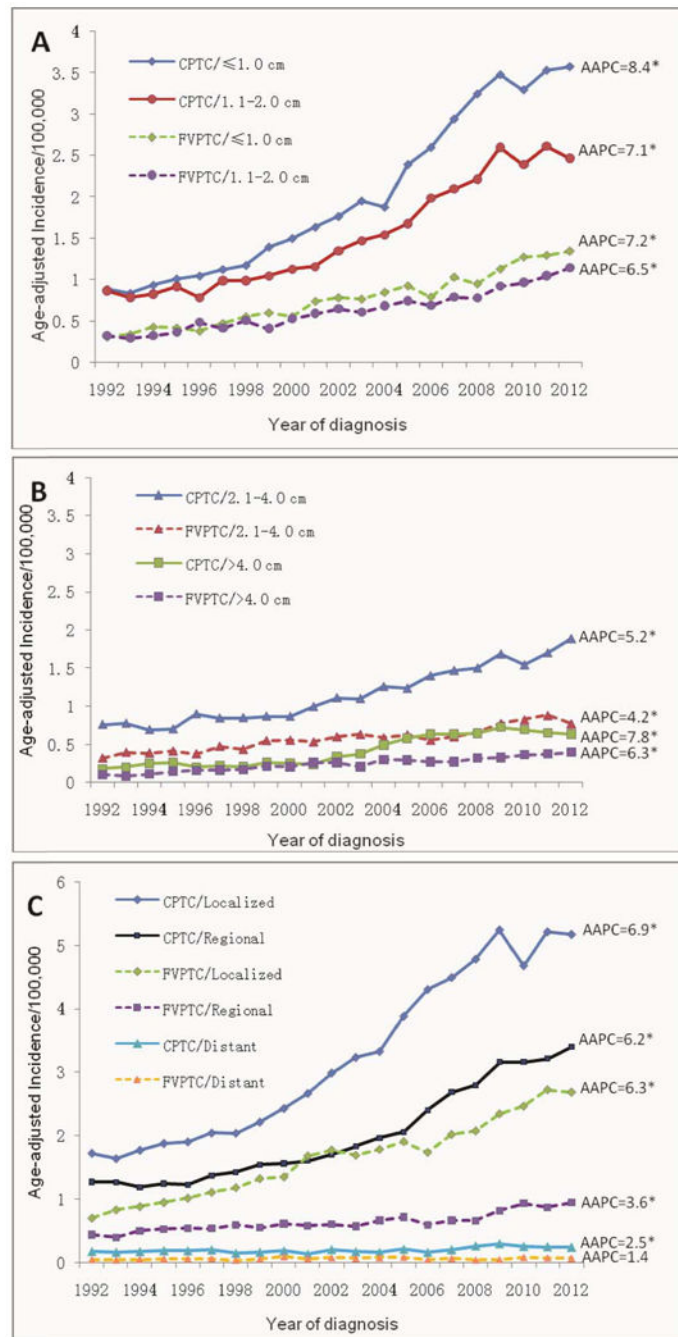 A
4
3.5
3
2.5
2
1.5
1
0.5
0
Age-adjusted Incidence/100,000
CPTC/≤1.0 cm
CPTC/1.1-2.0 cm
FVPTC/≤1.0 cm
FVPTC/1.1-2.0 cm
AAPC=8.4*
AAPC=7.1*
AAPC=7.2*
AAPC=6.5*
1992 1994 1996 1998 2000 2002 2004 2006 2008 2010 2012
Year of diagnosis
B
4
3.5
3
2.5
2
1.5
1
0.5
0
Age-adjusted Incidence/100,000
CPTC/2.1-4.0 cm
FVPTC/2.1-4.0 cm
CPTC/>4.0 cm
FVPTC/>4.0 cm
AAPC=5.2*
AAPC=4.2*
AAPC=7.8*
AAPC=6.3*
1992 1994 1996 1998 2000 2002 2004 2006 2008 2010 2012
Year of diagnosis
C
6
5
4
3
2
1
0
Age-adjusted Incidence/100,000
CPTC/Localized
CPTC/Regional
FVPTC/Localized
FVPTC/Regional
CPTC/Distant
FVPTC/Distant
AAPC=6.9*
AAPC=6.2*
AAPC=6.3*
AAPC=3.6*
AAPC=2.5*
AAPC=1.4
1992 1994 1996 1998 2000 2002 2004 2006 2008 2010 2012
Year of diagnosis